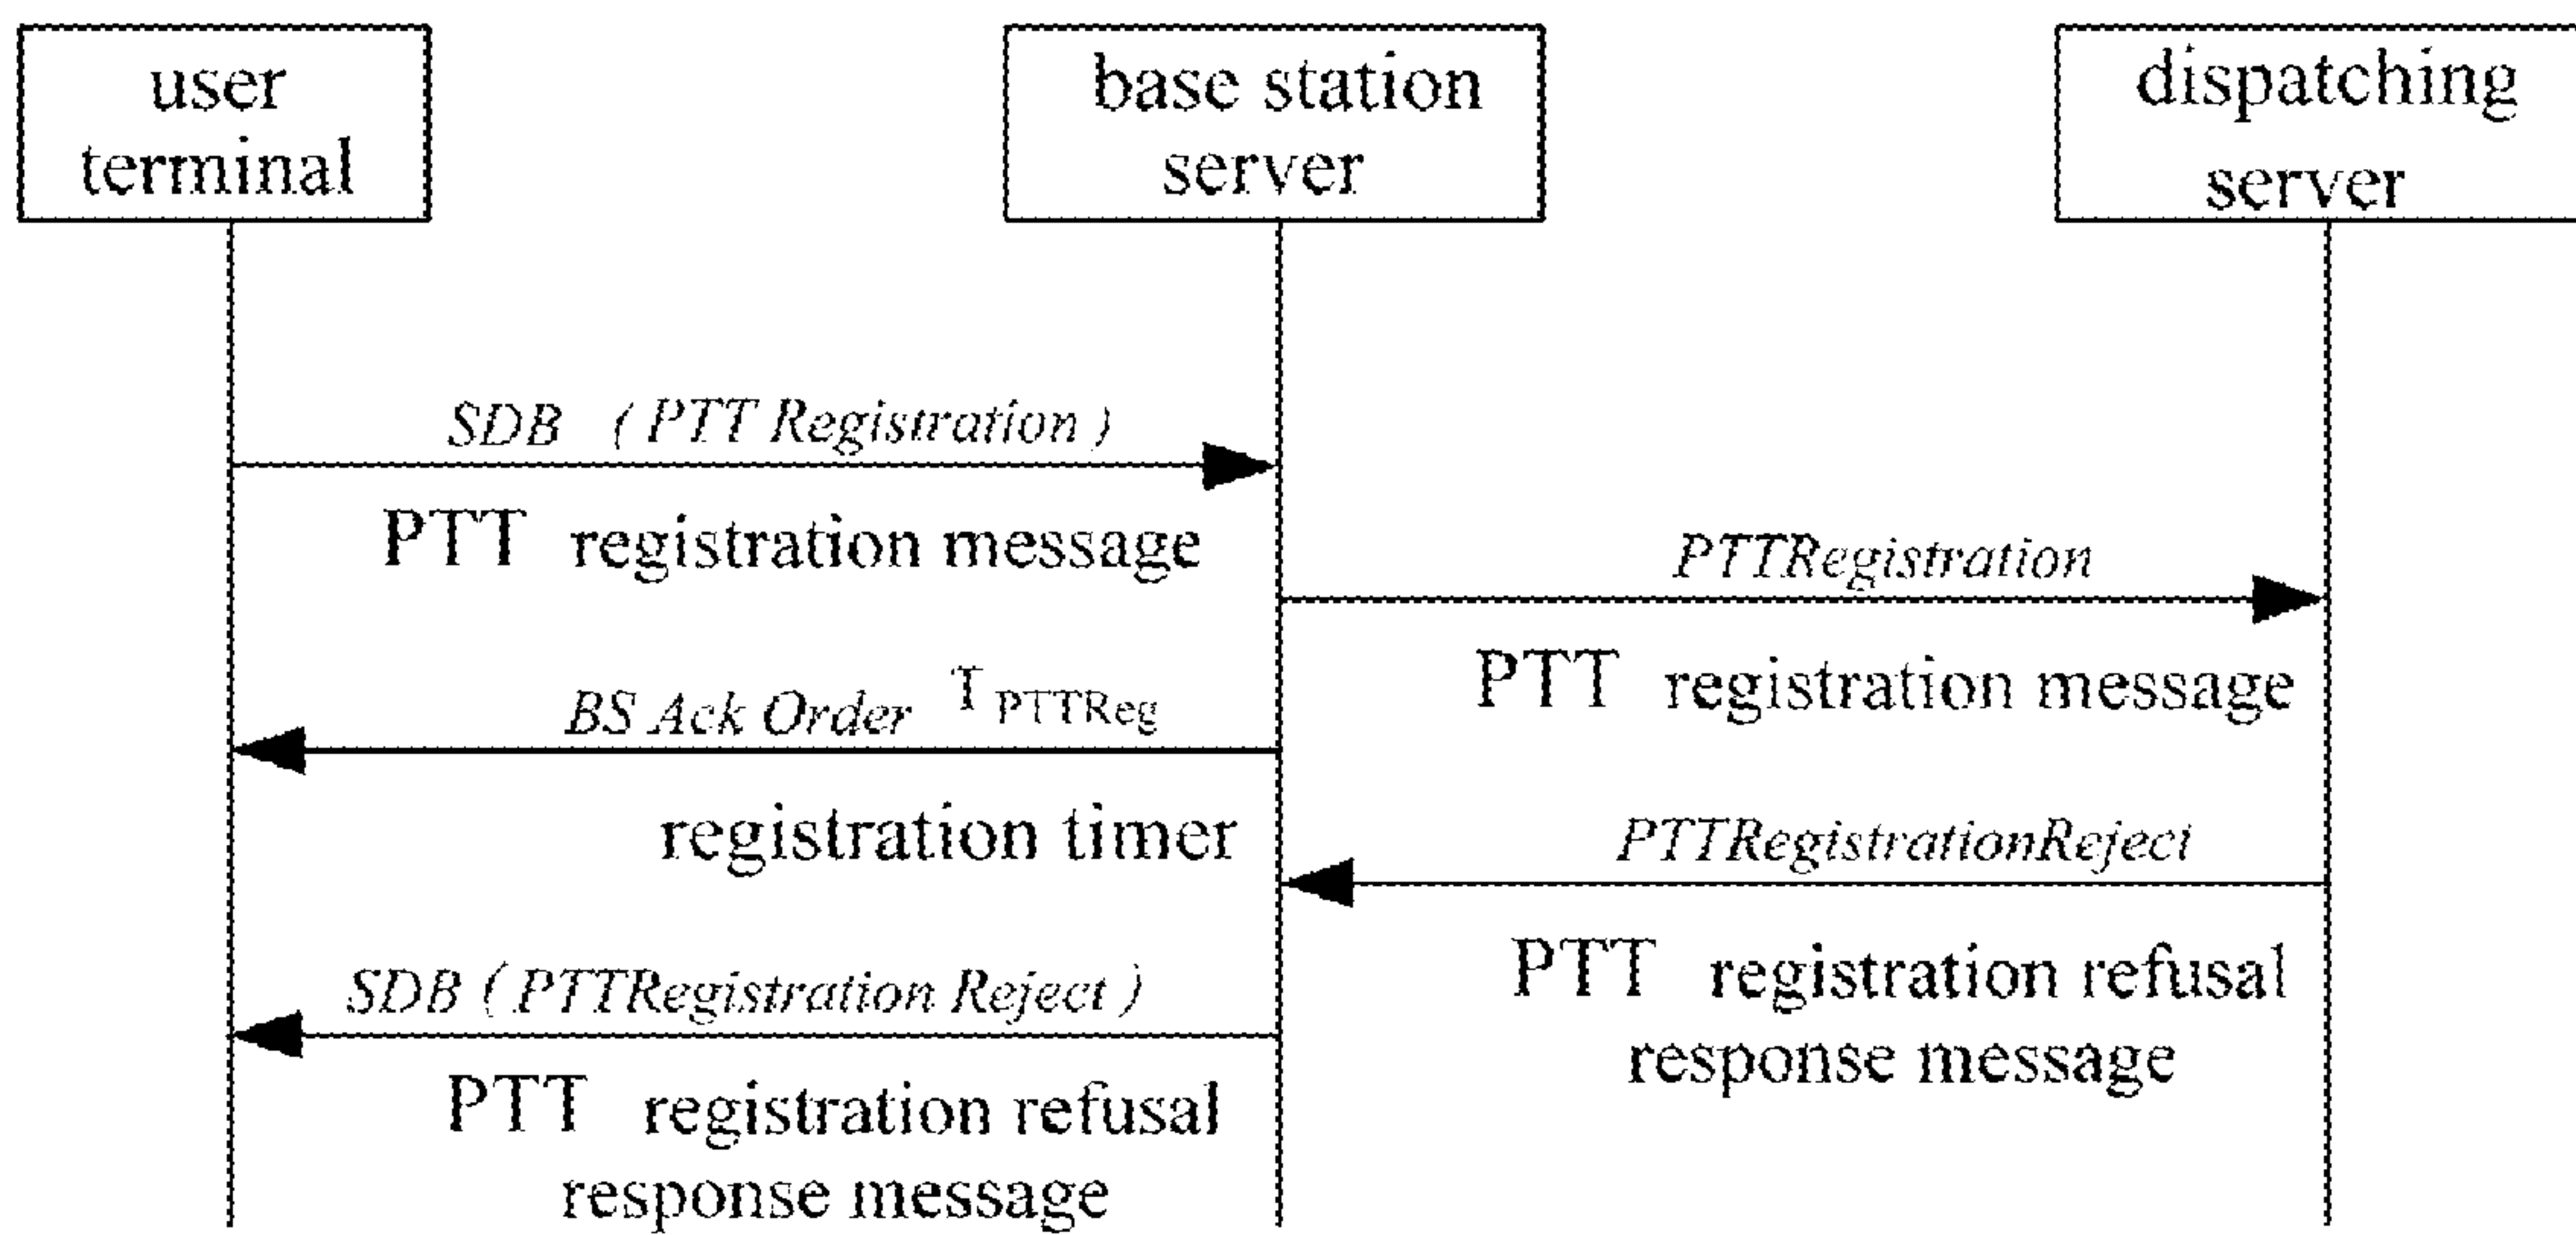 user
terminal
base station
server
dispatching
server
SDB ( PTT Registration )
PTT registration message
PTTRegistration
PTT registration message
BS Ack Order T PTTReg
registration timer
PTTRegistrationReject
PTT registration refusal
response message
SDB ( PTTRegistration Reject )
PTT registration refusal
response message